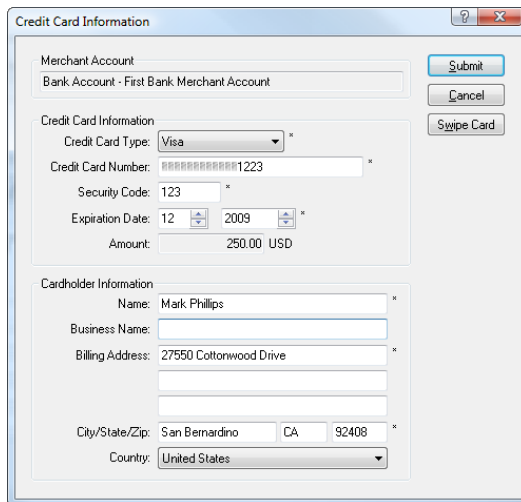 Credit Card Information
Merchant Account
Bank Account - First Bank Merchant Account
Submit
Cancel
Swipe Card
Credit Card Information
Credit Card Type: Visa *
Credit Card Number: 1223 *
Security Code: 123 *
Expiration Date: 12 2009 *
Amount: 250.00 USD
Cardholder Information
Name: Mark Phillips *
Business Name:
Billing Address: 27550 Cottonwood Drive *
City/State/Zip: San Bernardino CA 92408 *
Country: United States